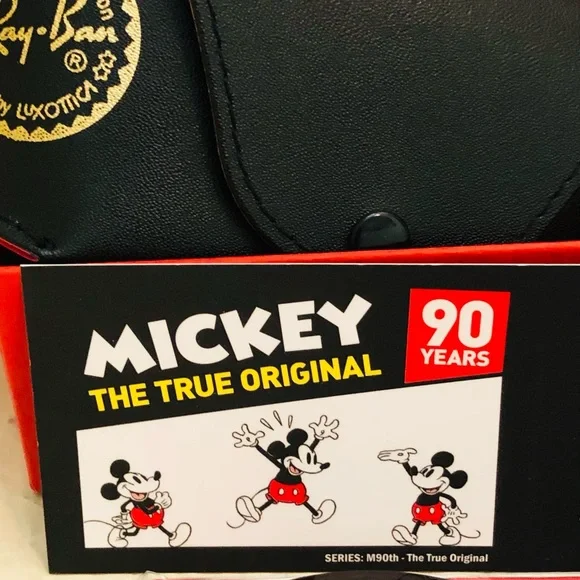 Ray-Ban
®
by LUXOTTICA
MICKEY
THE TRUE ORIGINAL
90
YEARS
SERIES: M90th - The True Original